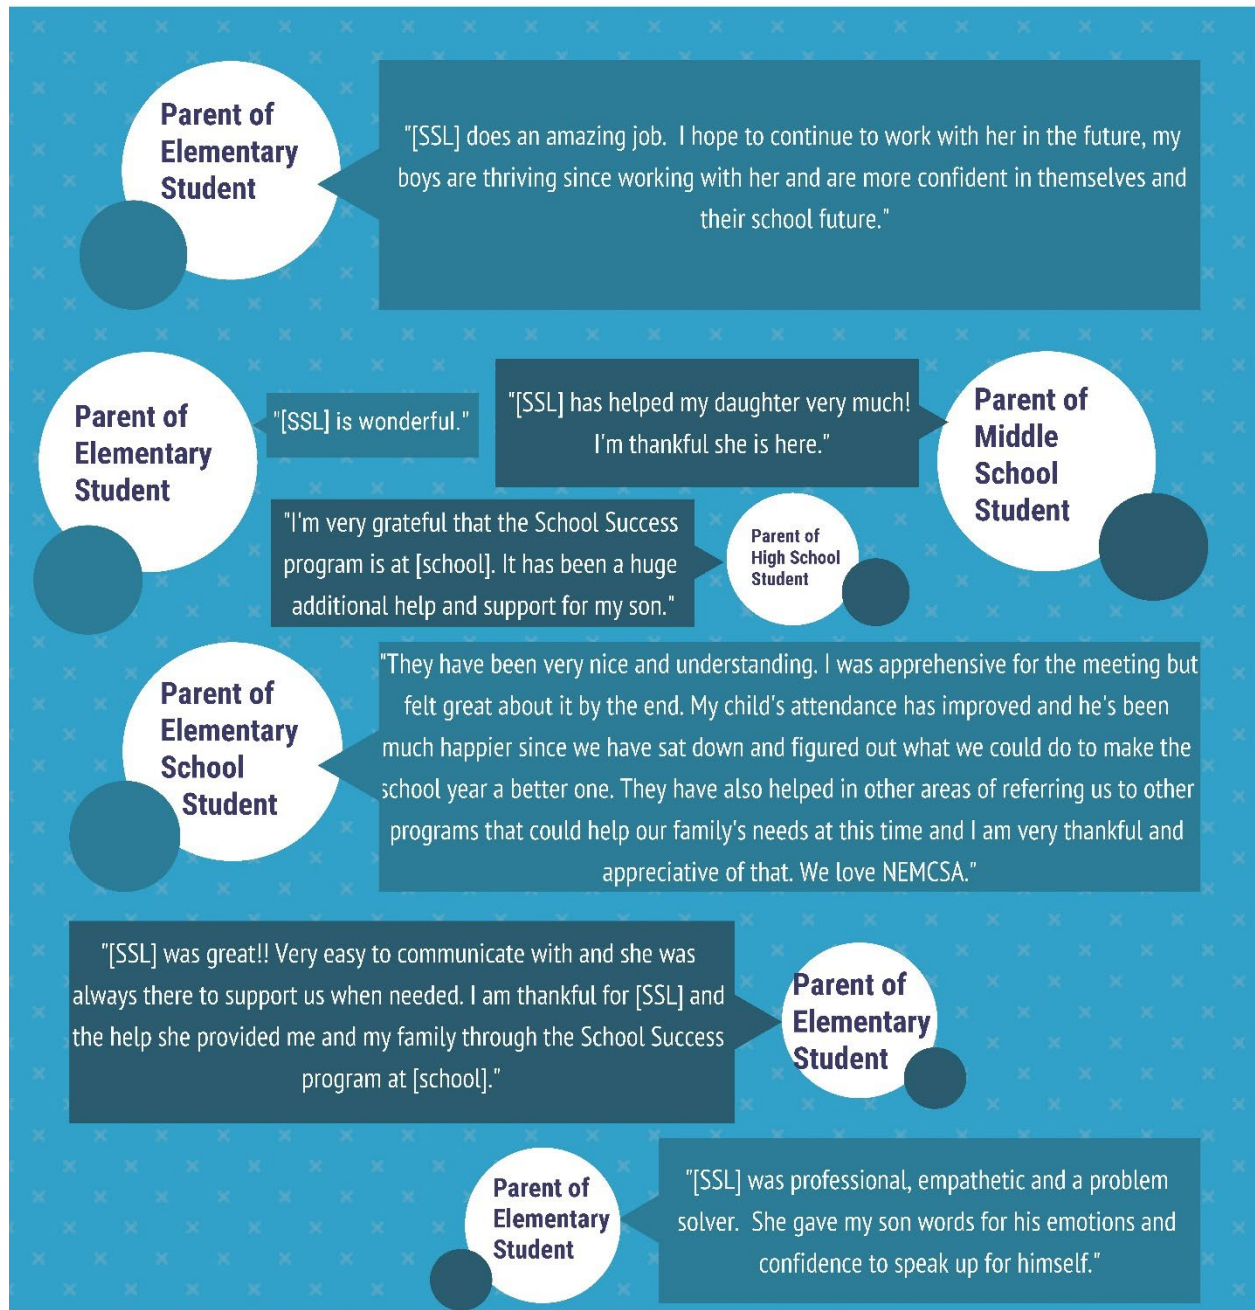 Parent of
Elementary
Student
"[SSL] does an amazing job.  I hope to continue to work with her in the future, my
boys are thriving since working with her and are more confident in themselves and
their school future."
Parent of
Elementary
Student
"[SSL] is wonderful."
"[SSL] has helped my daughter very much!
I'm thankful she is here."
Parent of
Middle
School
Student
"I'm very grateful that the School Success
program is at [school]. It has been a huge
additional help and support for my son."
Parent of
High School
Student
Parent of
Elementary
School
Student
"They have been very nice and understanding. I was apprehensive for the meeting but
felt great about it by the end. My child's attendance has improved and he's been
much happier since we have sat down and figured out what we could do to make the
school year a better one. They have also helped in other areas of referring us to other
programs that could help our family's needs at this time and I am very thankful and
appreciative of that. We love NEMCSA."
"[SSL] was great!! Very easy to communicate with and she was
always there to support us when needed. I am thankful for [SSL] and
the help she provided me and my family through the School Success
program at [school]."
Parent of
Elementary
Student
Parent of
Elementary
Student
"[SSL] was professional, empathetic and a problem
solver.  She gave my son words for his emotions and
confidence to speak up for himself."